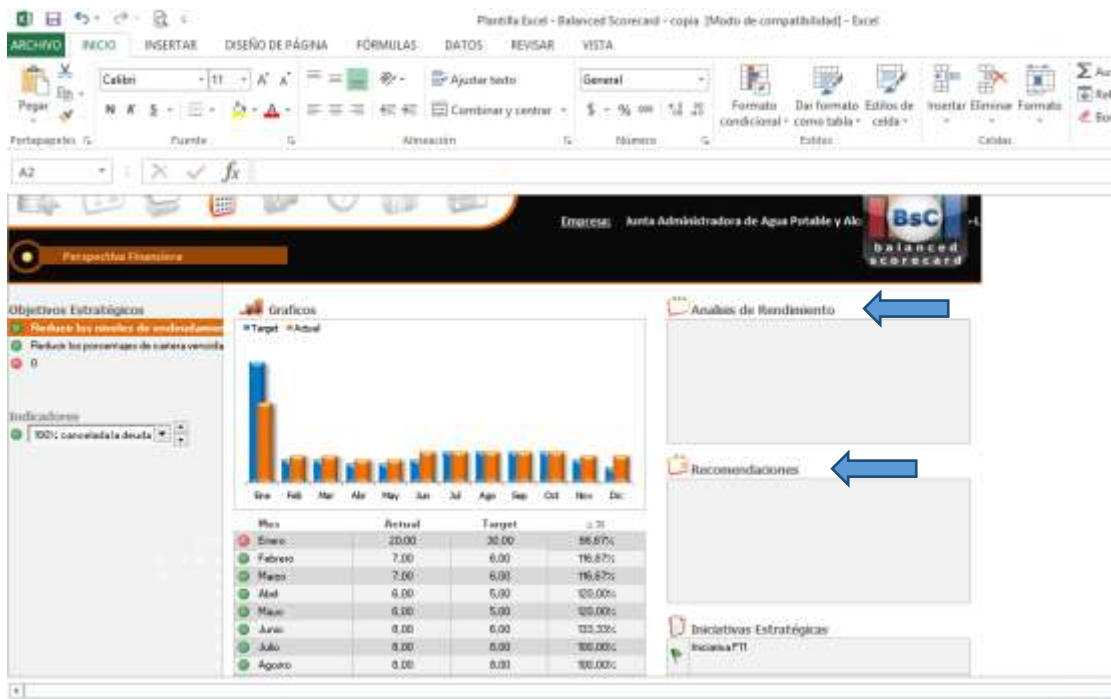 Plantilla Excel - Balanced Scorecard - copia [Modo de compatibilidad] - Excel
ARCHIVO INICIO INSERTAR DISEÑO DE PÁGINA FÓRMULAS DATOS REVISAR VISTA
Calibri 11 Ajustar texto General
Pegar N K S Combinar y centrar $ % 000 Formato condicional Dar formato como tabla Estilos de celda Insertar Eliminar Formato
Portapapeles Fuente Alineación Número Estilos Celdas
A2 fx
Empresa: Junta Administradora de Agua Potable y Alc
BsC
balanced
scorecard
Perspectiva Financiera
Objetivos Estratégicos
Reducir los niveles de endeudamien
Reducir los porcentajes de cartera vencida
0
Indicadores
100% cancelada la deuda
Graficos
Target Actual
Ene Feb Mar Abr May Jun Jul Ago Sep Oct Nov Dic
Mes Actual Target
Enero 20,00 30,00 66,67%
Febrero 7,00 6,00 116,67%
Marzo 7,00 6,00 116,67%
Abril 6,00 5,00 120,00%
Mayo 6,00 5,00 120,00%
Junio 8,00 6,00 133,33%
Julio 8,00 8,00 100,00%
Agosto 8,00 8,00 100,00%
Analisis de Rendimiento
Recomendaciones
Iniciativas Estratégicas